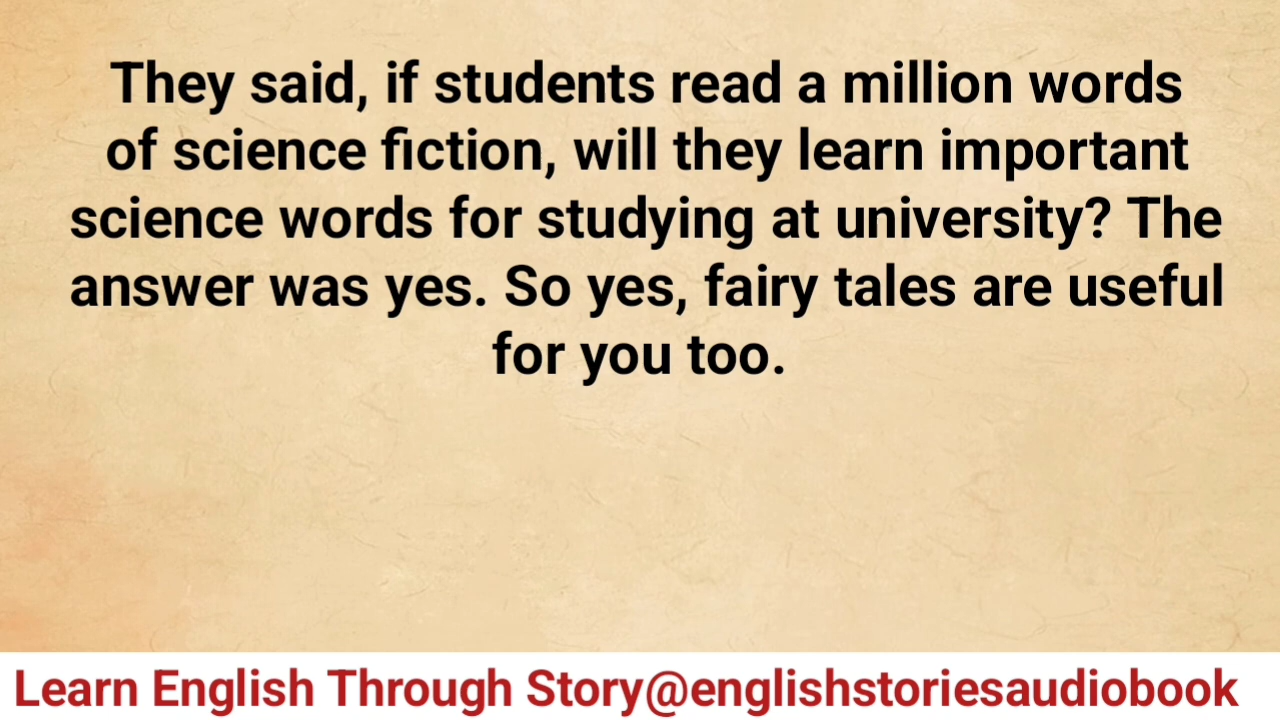 They said, if students read a million words
of science fiction, will they learn important
science words for studying at university? The
answer was yes. So yes, fairy tales are useful
for you too.
Learn English Through Story@englishstoriesaudiobook